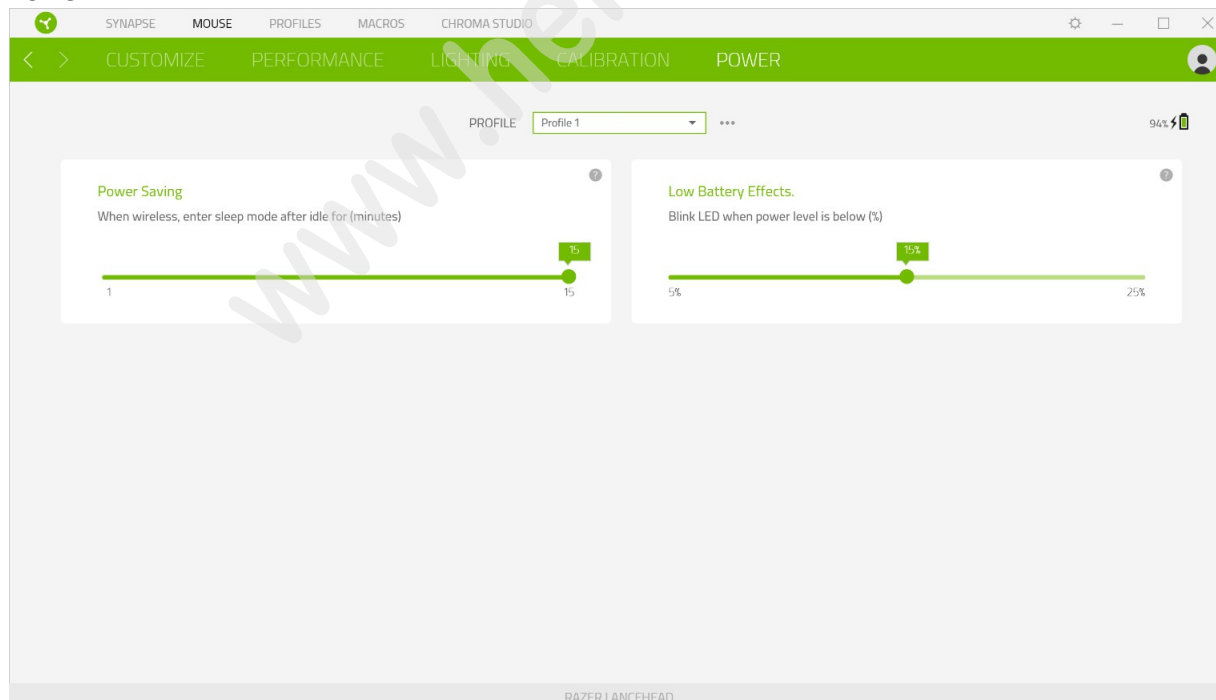 SYNAPSE MOUSE PROFILES MACROS CHROMA STUDIO
CUSTOMIZE PERFORMANCE LIGHTING CALIBRATION POWER
PROFILE Profile 1 94%
Power Saving
When wireless, enter sleep mode after idle for (minutes)
15
1 15
Low Battery Effects.
Blink LED when power level is below (%)
15%
5% 25%
RAZER LANCEHEAD
www.he